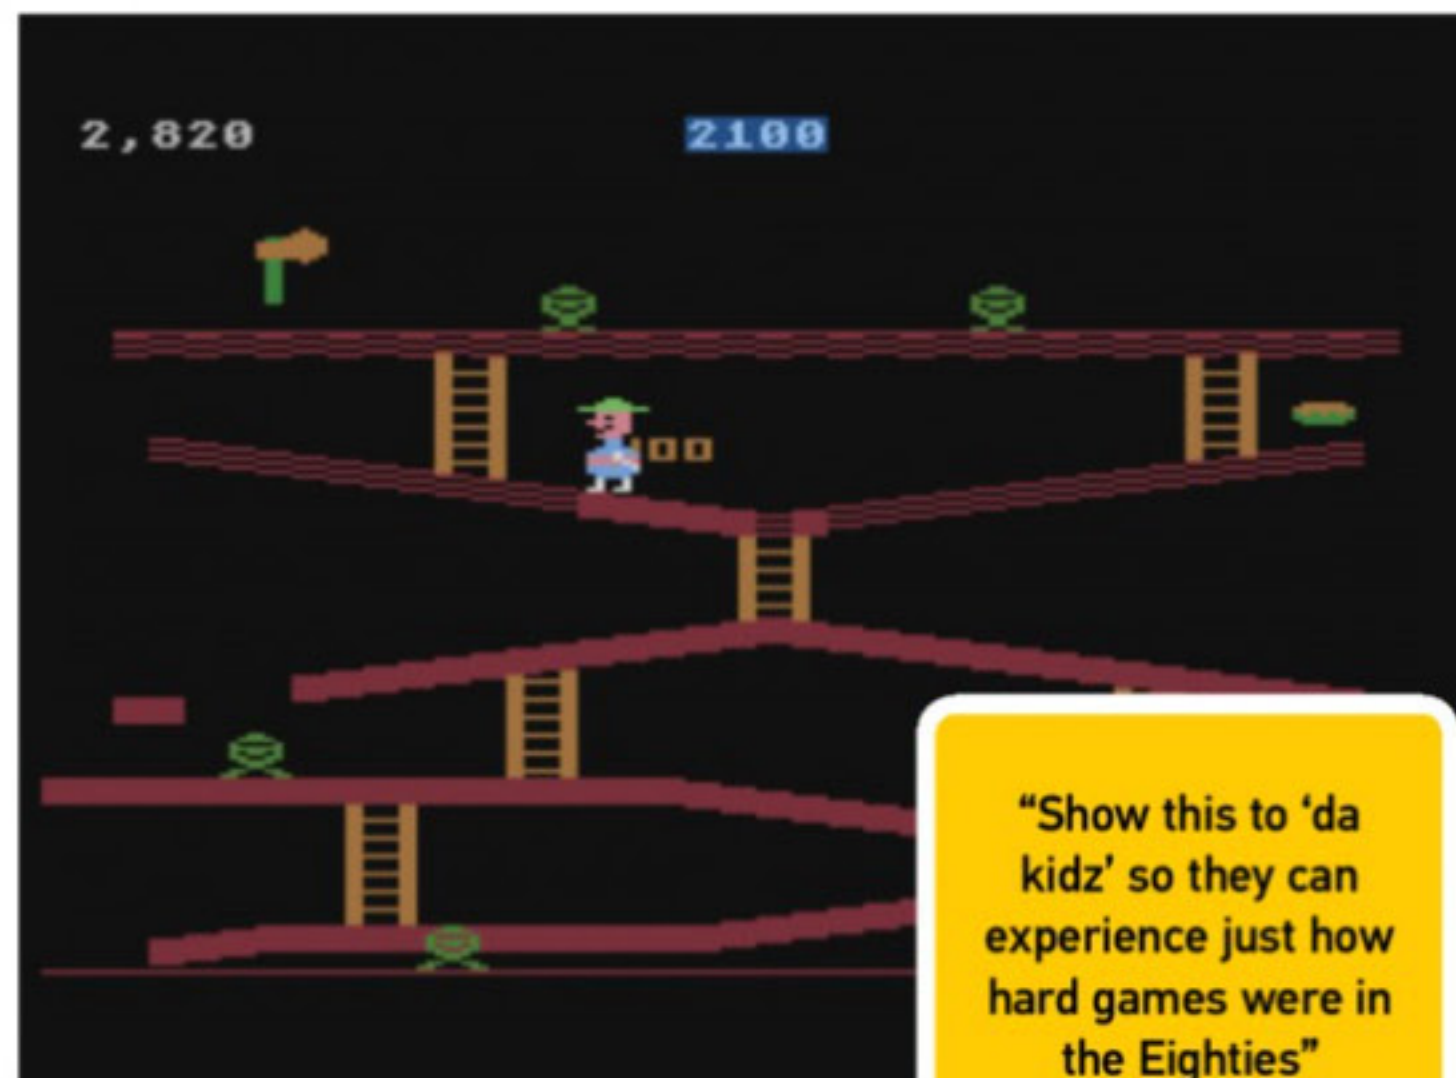 2,820
2100
00
“Show this to ‘da
kidz’ so they can
experience just how
hard games were in
the Eighties”